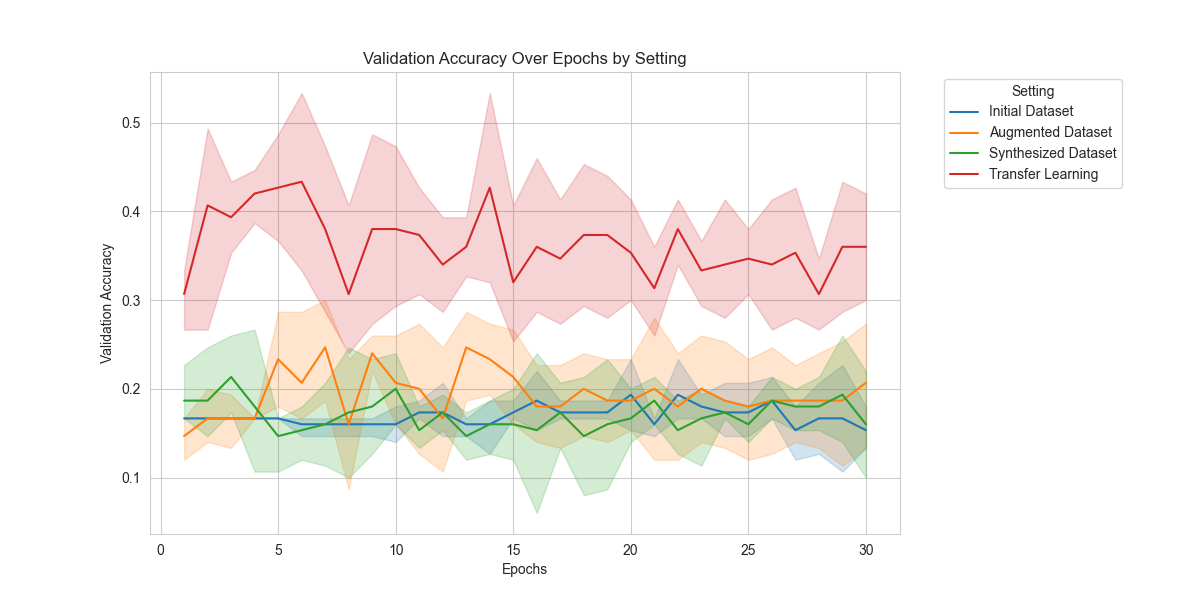 Validation Accuracy Over Epochs by Setting
Setting
Initial Dataset
Augmented Dataset
Synthesized Dataset
Transfer Learning
Validation Accuracy
0.5
0.4
0.3
0.2
0.1
0 5 10 15 20 25 30
Epochs